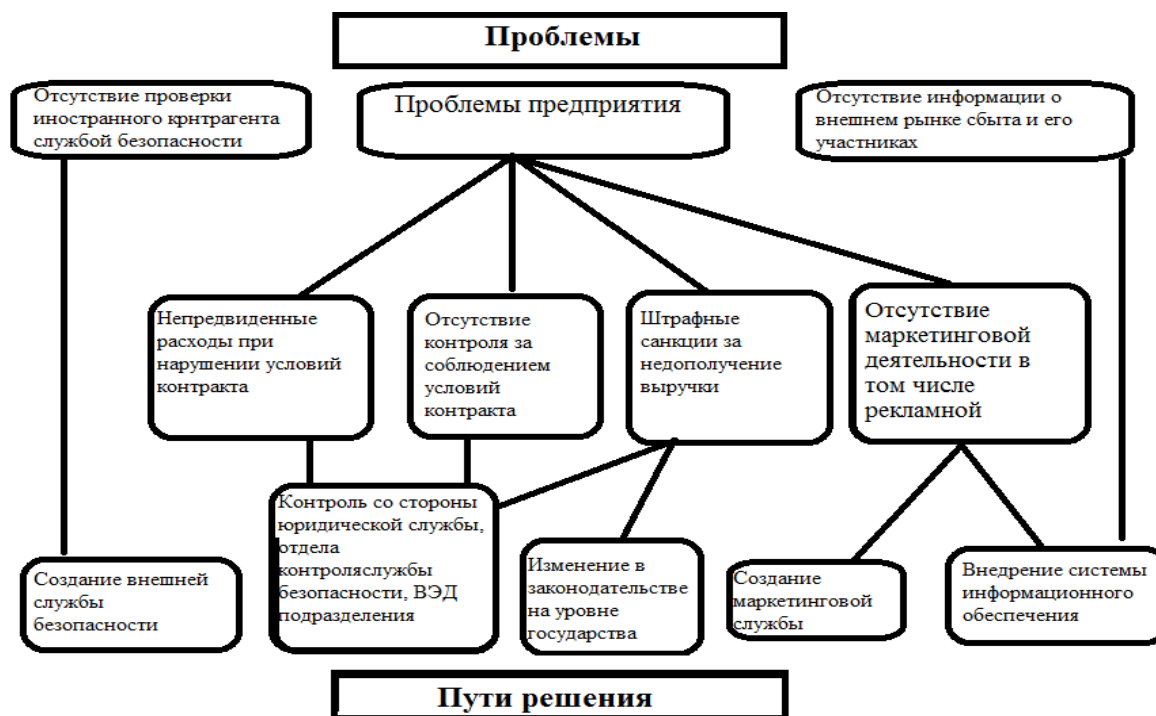 Проблемы
Отсутствие проверки
иностранного крнтрагента
службой безопасности
Проблемы предприятия
Отсутствие информации о
внешнем рынке сбыта и его
участниках
Непредвиденные
расходы при
нарушении условий
контракта
Отсутствие
контроля за
соблюдением
условий
контракта
Штрафные
санкции за
недополучение
выручки
Отсутствие
маркетинговой
деятельности в
том числе
рекламной
Создание внешней
службы
безопасности
Контроль со стороны
юридической службы,
отдела
контроляслужбы
безопасности, ВЭД
подразделения
Изменение в
законодательстве
на уровне
государства
Создание
маркетинговой
службы
Внедрение системы
информационного
обеспечения
Пути решения